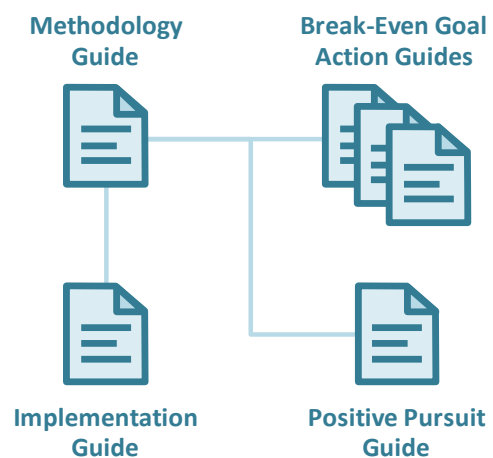 Methodology
Guide
Break-Even Goal
Action Guides
Implementation
Guide
Positive Pursuit
Guide